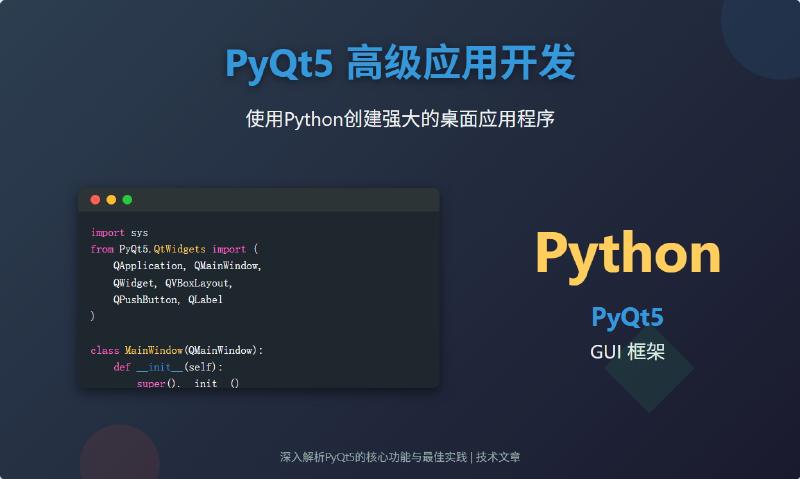 PyQt5 高级应用开发
使用Python创建强大的桌面应用程序
import sys
from PyQt5.QtWidgets import (
    QApplication, QMainWindow,
    QWidget, QVBoxLayout,
    QPushButton, QLabel
)
class MainWindow(QMainWindow):
    def __init__(self):
        super().__init__()
Python
PyQt5
GUI 框架
深入解析PyQt5的核心功能与最佳实践 | 技术文章